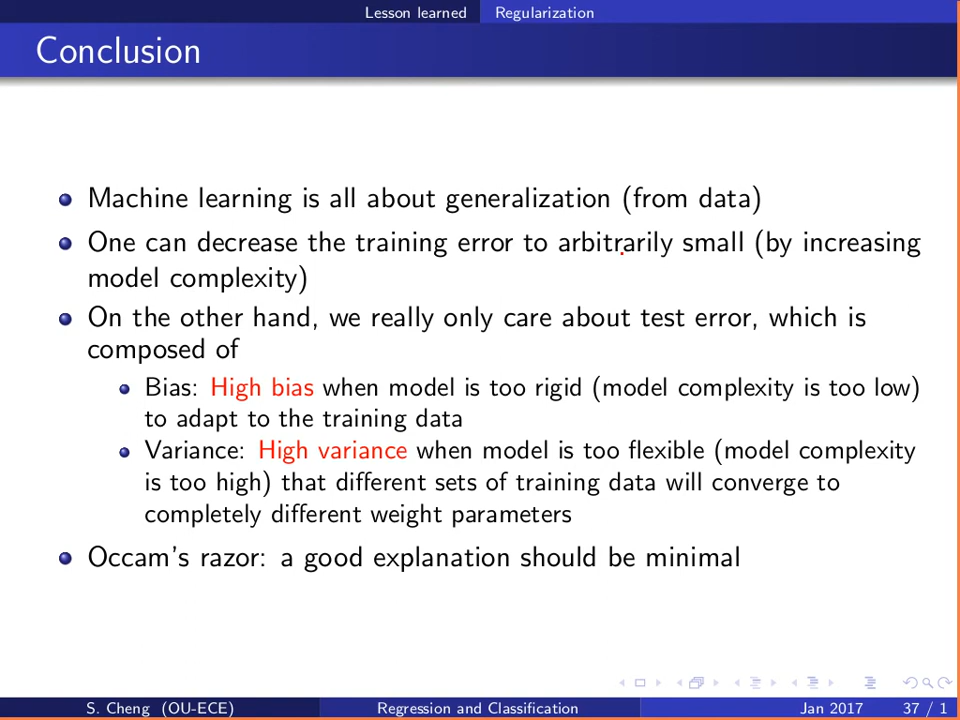 Lesson learned Regularization
Conclusion
Machine learning is all about generalization (from data)
One can decrease the training error to arbitrarily small (by increasing
model complexity)
On the other hand, we really only care about test error, which is
composed of
Bias: High bias when model is too rigid (model complexity is too low)
to adapt to the training data
Variance: High variance when model is too flexible (model complexity
is too high) that different sets of training data will converge to
completely different weight parameters
Occam's razor: a good explanation should be minimal
S. Cheng (OU-ECE) Regression and Classification Jan 2017 37 / 1